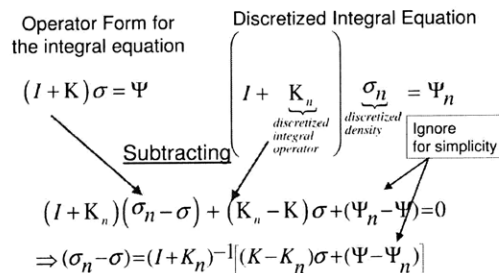 Operator Form for
the integral equation
Discretized Integral Equation
(I+K)σ=Ψ
(I + K_n) σ_n = Ψ_n
discretized
integral
operator
discretized
density
Ignore
for simplicity
Subtracting
(I+K_n)(σ_n−σ)+(K_n−K)σ+(Ψ_n−Ψ)=0
⇒(σ_n−σ)=(I+K_n)^{-1}[(K−K_n)σ+(Ψ−Ψ_n)]